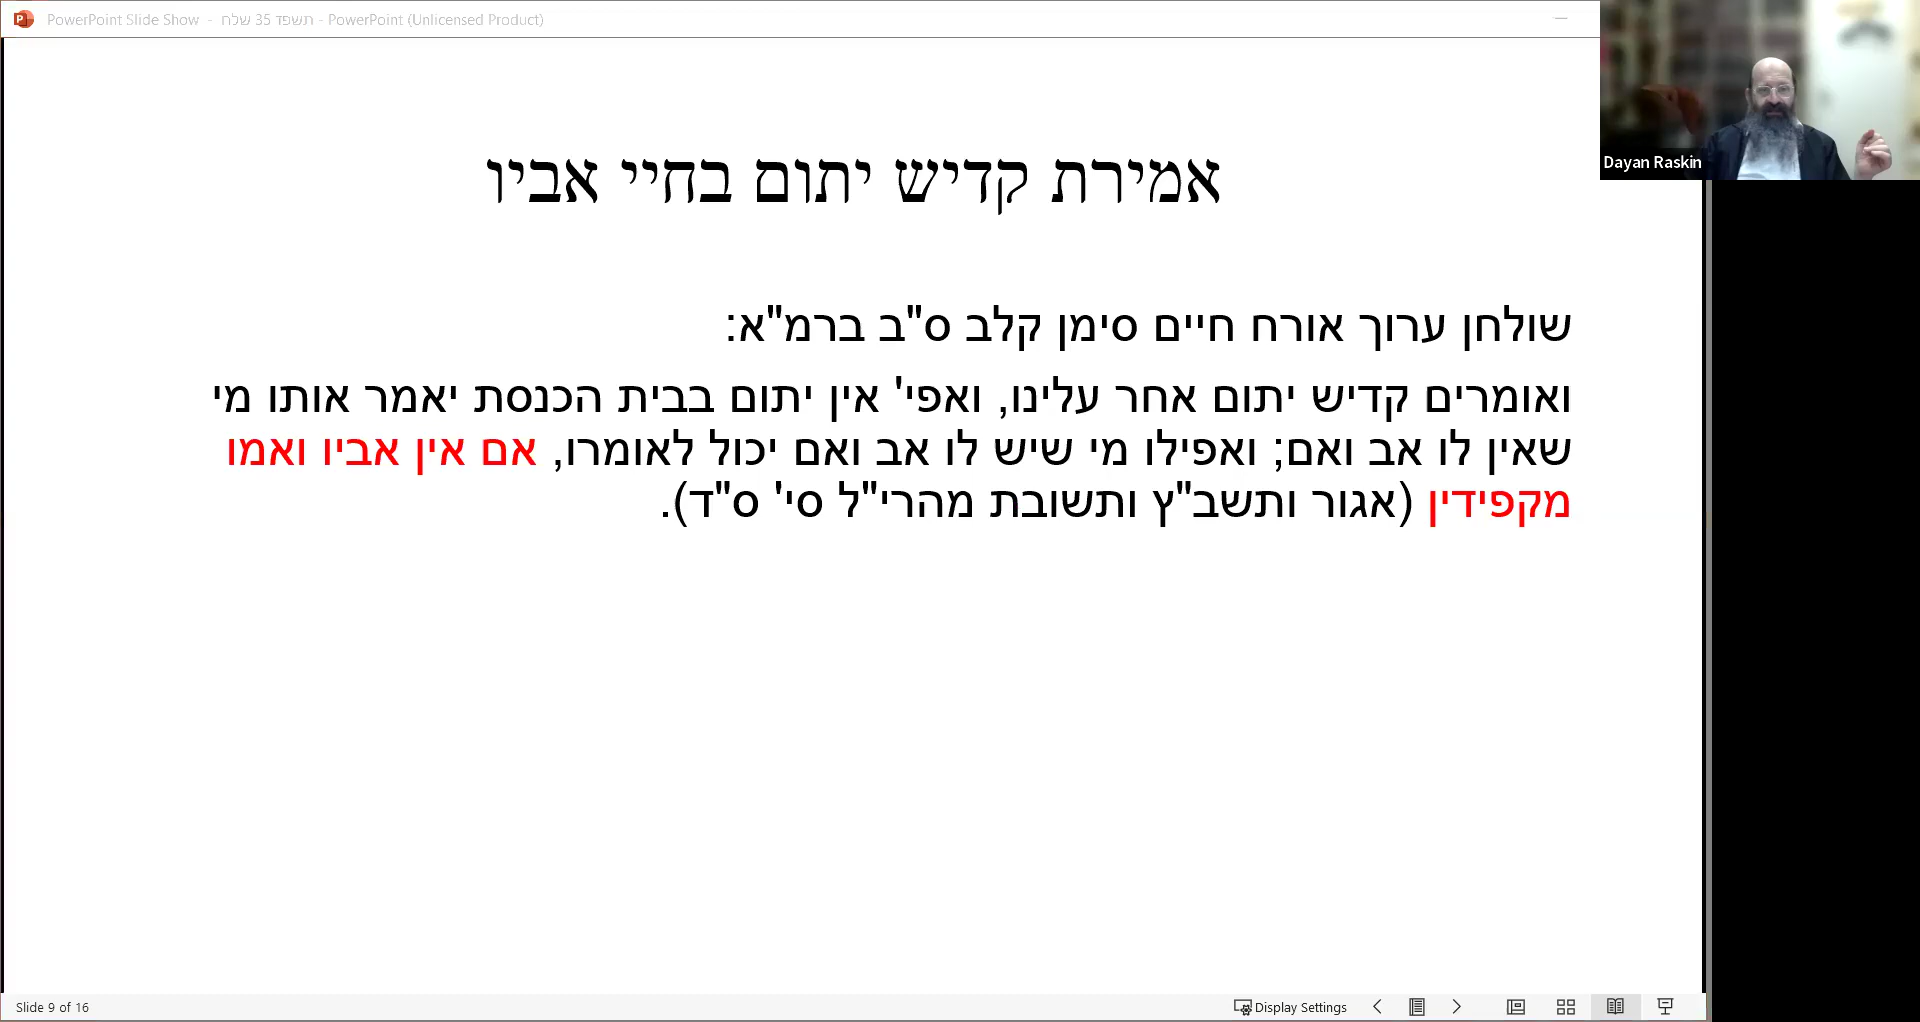 PowerPoint Slide Show - תשפד 35 שלח - PowerPoint (Unlicensed Product)
Dayan Raskin
אמירת קדיש יתום בחיי אביו
שולחן ערוך אורח חיים סימן קלב ס"ב ברמ"א:
ואומרים קדיש יתום אחר עלינו, ואפי' אין יתום בבית הכנסת יאמר אותו מי
שאין לו אב ואם; ואפילו מי שיש לו אב ואם יכול לאומרו, אם אין אביו ואמו
מקפידין (אגור ותשב"ץ ותשובת מהרי"ל סי' ס"ד).
Slide 9 of 16
Display Settings